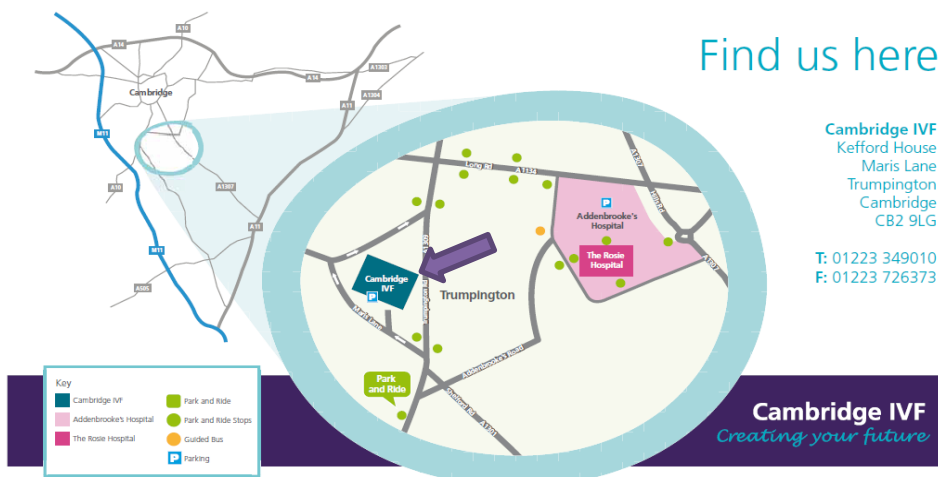 Find us here
Cambridge IVF
Kefford House
Maris Lane
Trumpington
Cambridge
CB2 9LG
T: 01223 349010
F: 01223 726373
A10
A14
A1303
A14
A1304
Cambridge
A11
M11
A10
A1307
A11
M11
A505
Long Rd
A1134
A1307
Hills Rd
P
Addenbrooke's
Hospital
A1309
The Rosie
Hospital
A1307
Cambridge
IVF
P
Trumpington
Trumpington Rd
Maris Lane
Addenbrooke's Road
Park
and Ride
Shelford Rd
A1301
Key
Cambridge IVF
Addenbrooke's Hospital
The Rosie Hospital
Park and Ride
Park and Ride Stops
Guided Bus
P
Parking
Cambridge IVF
Creating your future